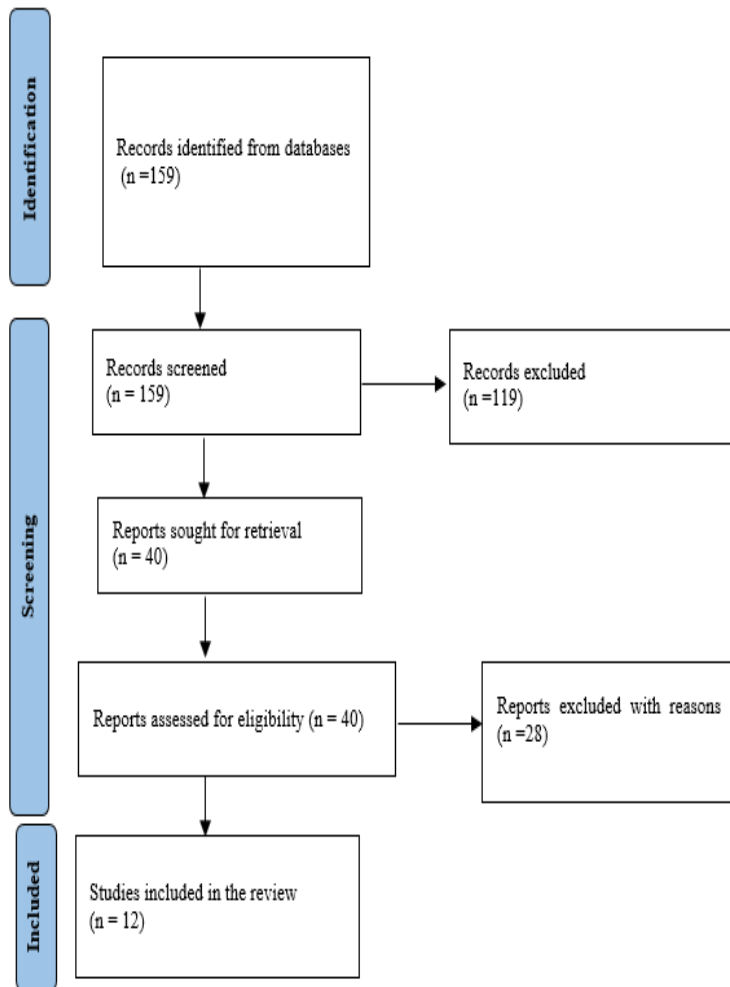 Identification
Records identified from databases
(n =159)
Screening
Records screened
(n = 159)
Records excluded
(n =119)
Reports sought for retrieval
(n = 40)
Reports assessed for eligibility (n = 40)
Reports excluded with reasons
(n =28)
Included
Studies included in the review
(n = 12)